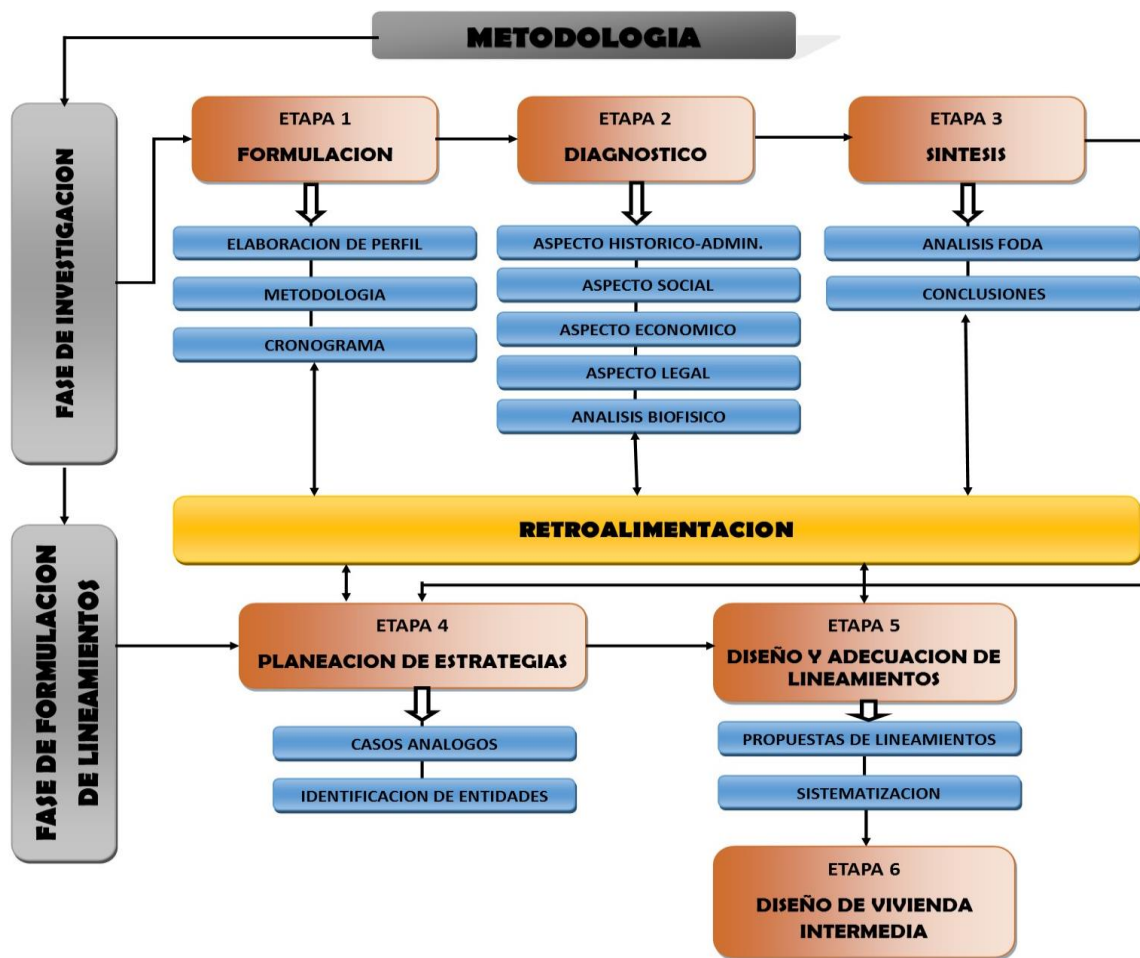 METODOLOGIA
FASE DE INVESTIGACION
ETAPA 1
FORMULACION
ELABORACION DE PERFIL
METODOLOGIA
CRONOGRAMA
ETAPA 2
DIAGNOSTICO
ASPECTO HISTORICO-ADMIN.
ASPECTO SOCIAL
ASPECTO ECONOMICO
ASPECTO LEGAL
ANALISIS BIOFISICO
ETAPA 3
SINTESIS
ANALISIS FODA
CONCLUSIONES
RETROALIMENTACION
FASE DE FORMULACION
DE LINEAMIENTOS
ETAPA 4
PLANEACION DE ESTRATEGIAS
CASOS ANALOGOS
IDENTIFICACION DE ENTIDADES
ETAPA 5
DISEÑO Y ADECUACION DE
LINEAMIENTOS
PROPUESTAS DE LINEAMIENTOS
SISTEMATIZACION
ETAPA 6
DISEÑO DE VIVIENDA
INTERMEDIA